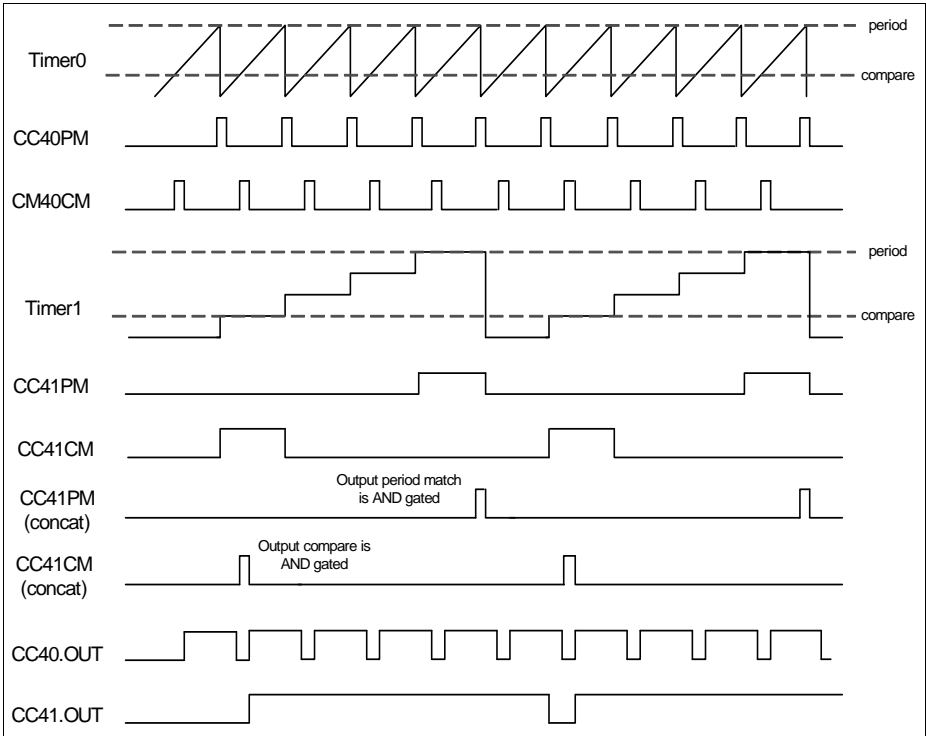 period
Timer0
compare
CC40PM
CM40CM
period
Timer1
compare
CC41PM
CC41CM
Output period match
is AND gated
CC41PM
(concat)
Output compare is
AND gated
CC41CM
(concat)
CC40.OUT
CC41.OUT